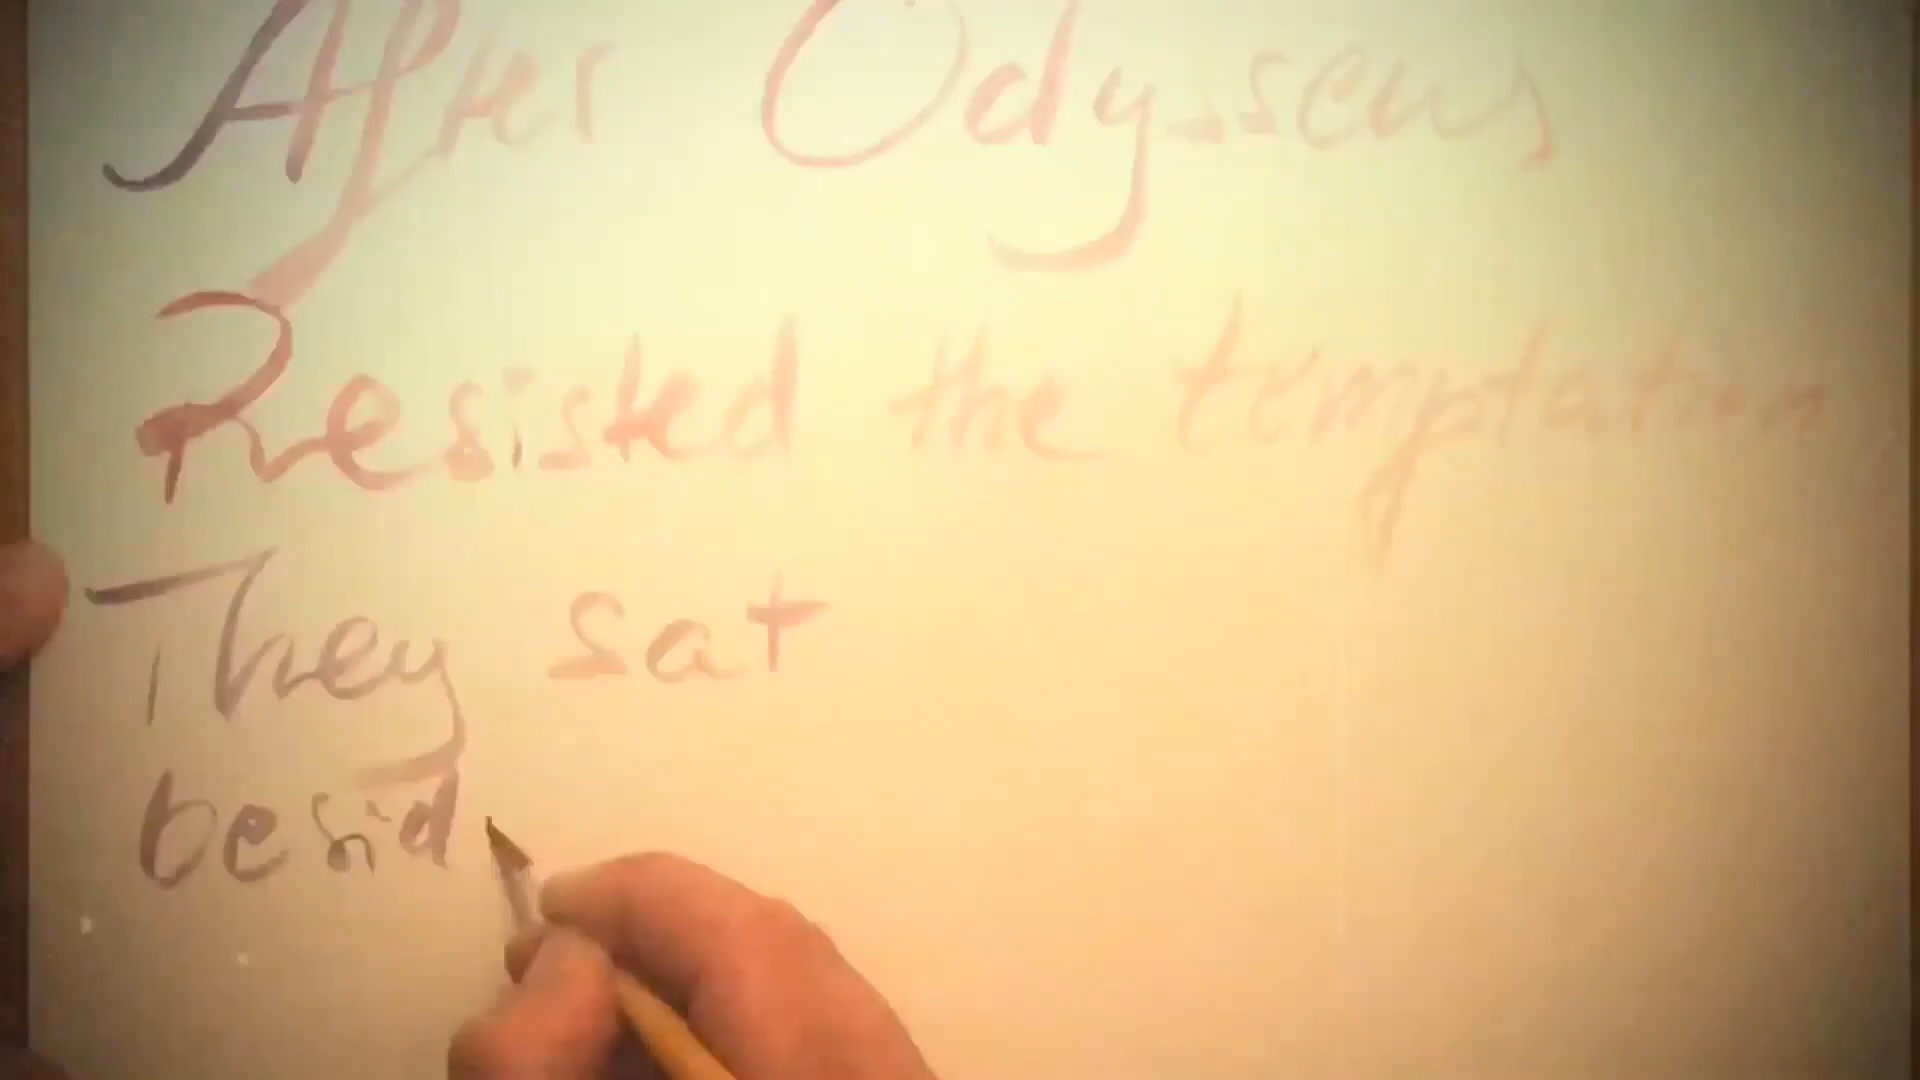 After Odysseus
Resisted the temptation,
They sat
besid